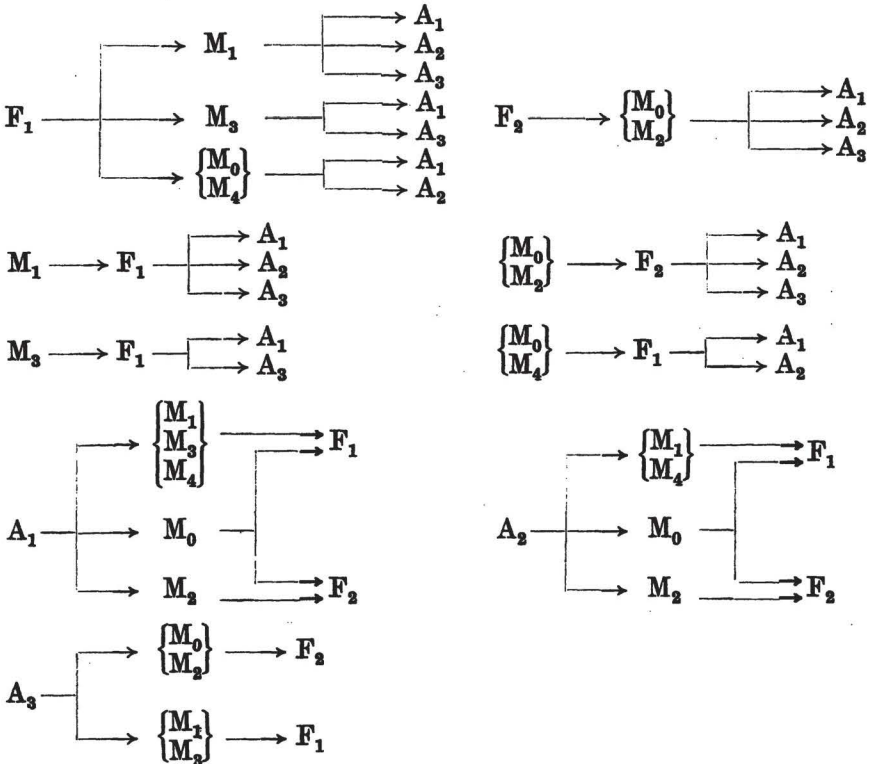 A₁
M₁ A₂
A₃
F₁ M₃ A₁
A₃
{M₀ M₄} A₁
A₂
F₂ {M₀ M₂} A₁
A₂
A₃
M₁ F₁ A₁
A₂
A₃
{M₀ M₂} F₂ A₁
A₂
A₃
M₃ F₁ A₁
A₃
{M₀ M₄} F₁ A₁
A₂
{M₁ M₃ M₄} F₁
A₁ M₀
M₂ F₂
{M₁ M₄} F₁
A₂ M₀
M₂ F₂
{M₀ M₂} F₂
A₃
{M₁ M₃} F₁